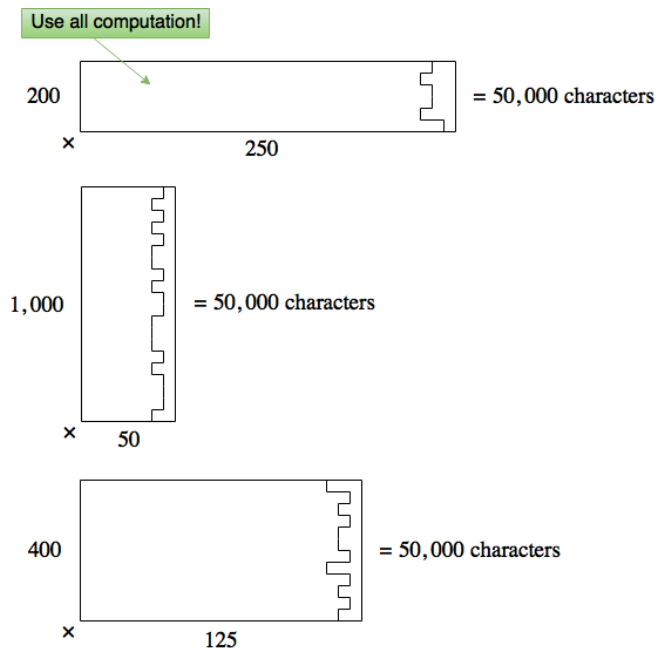 Use all computation!
200
= 50,000 characters
×
250
1,000
= 50,000 characters
×
50
400
= 50,000 characters
×
125